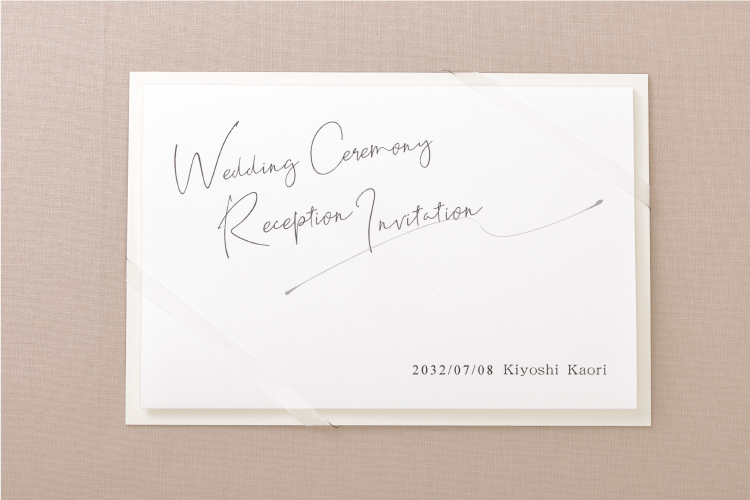 Wedding Ceremony
Reception Invitation
2032/07/08 Kiyoshi Kaori